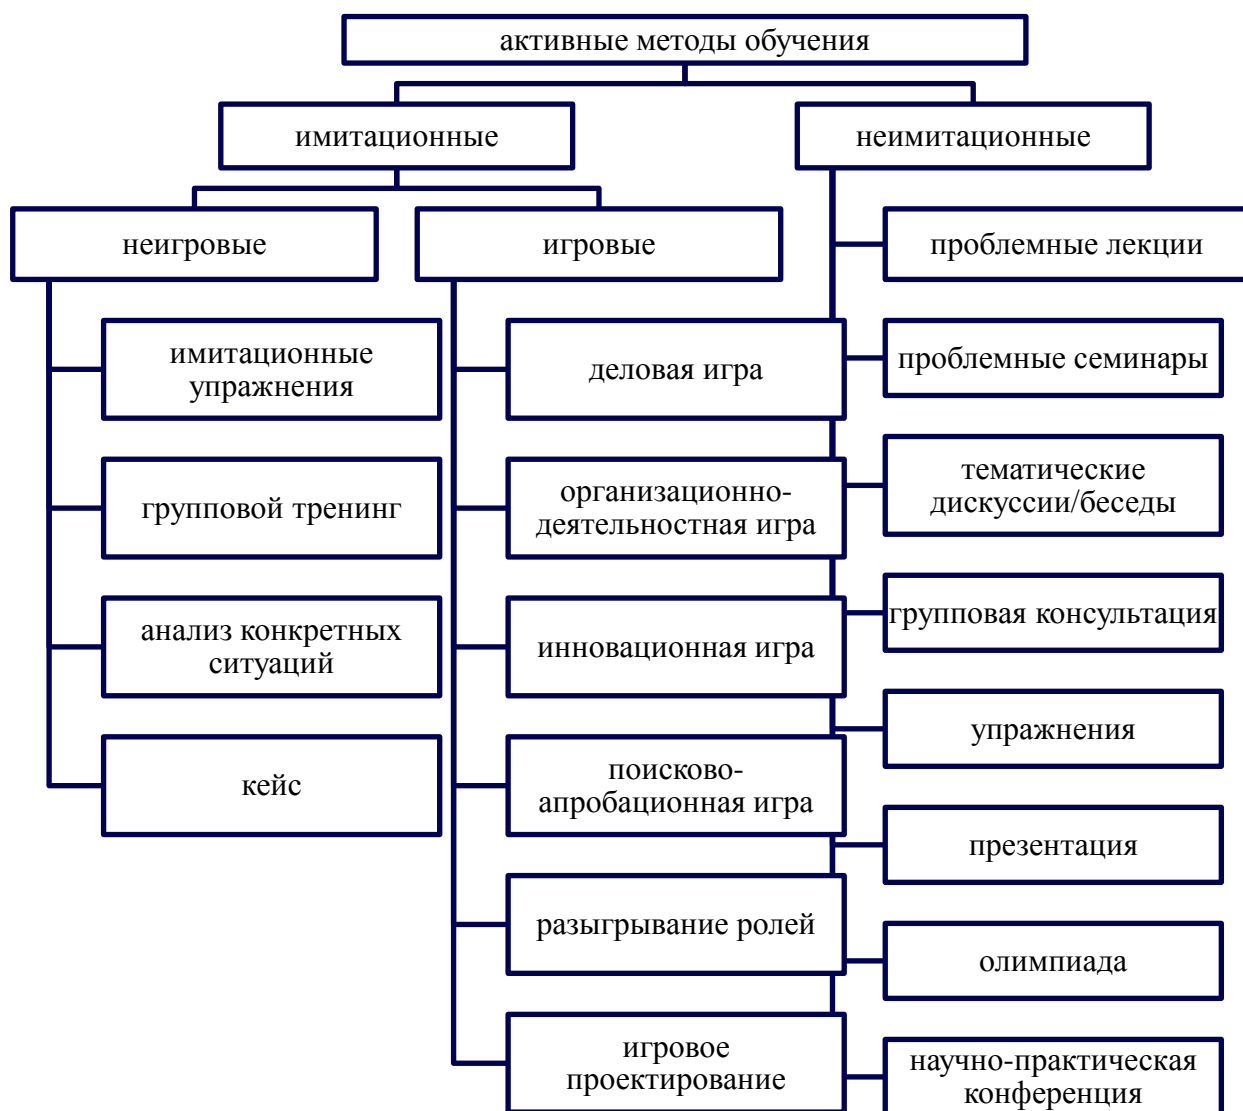 активные методы обучения
имитационные
неимитационные
неигровые
игровые
проблемные лекции
имитационные
упражнения
деловая игра
проблемные семинары
групповой тренинг
организационно-
деятельностная игра
тематические
дискуссии/беседы
анализ конкретных
ситуаций
инновационная игра
групповая консультация
кейс
поисково-
апробационная игра
упражнения
презентация
разыгрывание ролей
олимпиада
игровое
проектирование
научно-практическая
конференция